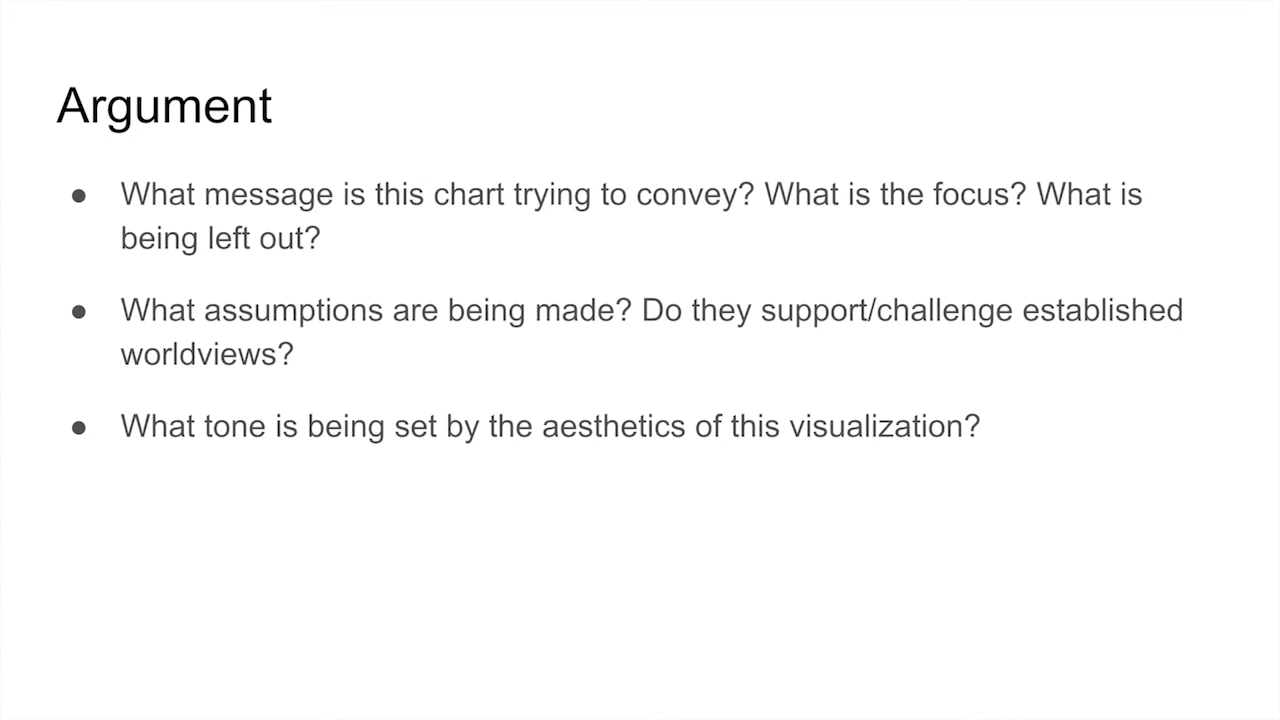 Argument
● What message is this chart trying to convey? What is the focus? What is
being left out?
● What assumptions are being made? Do they support/challenge established
worldviews?
● What tone is being set by the aesthetics of this visualization?